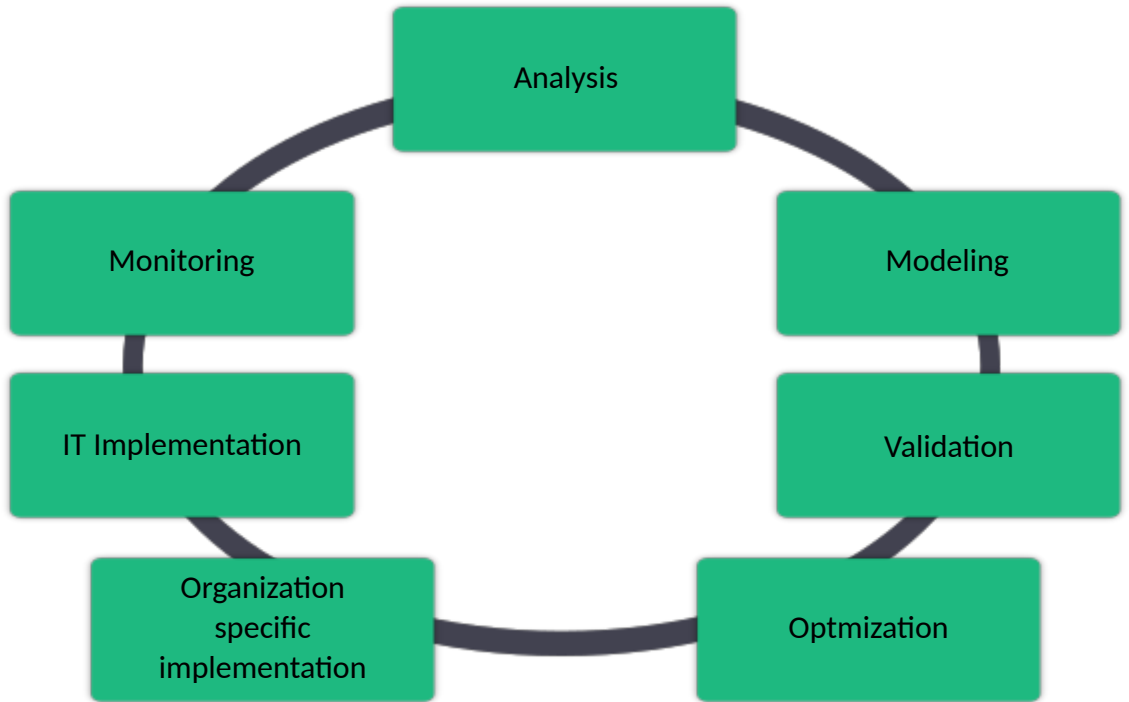 Analysis
Monitoring
Modeling
IT Implementation
Validation
Organization
specific
implementation
Optmization